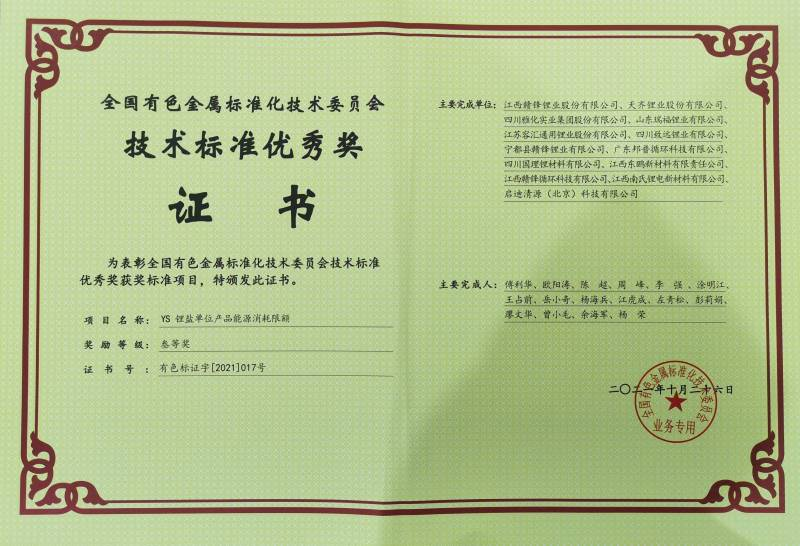 全国有色金属标准化技术委员会
技术标准优秀奖
证 书
为表彰全国有色金属标准化技术委员会技术标准
优秀奖获奖标准项目，特颁发此证书。
项目名称： YS 锂盐单位产品能源消耗限额
奖励等级： 叁等奖
证书号： 有色标证字[2021]017号
主要完成单位： 江西赣锋锂业股份有限公司、天齐锂业股份有限公司、
四川雅化实业集团股份有限公司、山东瑞福锂业有限公司、
江苏容汇通用锂业股份有限公司、四川致远锂业有限公司、
宁都县赣锋锂业有限公司、广东邦普循环科技有限公司、
四川国理锂材料有限公司、江西东鹏新材料有限责任公司、
江西赣锋循环科技有限公司、江西南氏锂电新材料有限公司、
启迪清源（北京）科技有限公司
主要完成人： 傅利华、欧阳涛、陈 超、周 峰、李 强、涂明江、
王占前、岳小奇、杨海兵、江虎成、左青松、彭莉娟、
廖文华、曾小毛、余海军、杨 荣
二〇二一年十月二十六日
全国有色金属标准化技术委员会
业务专用